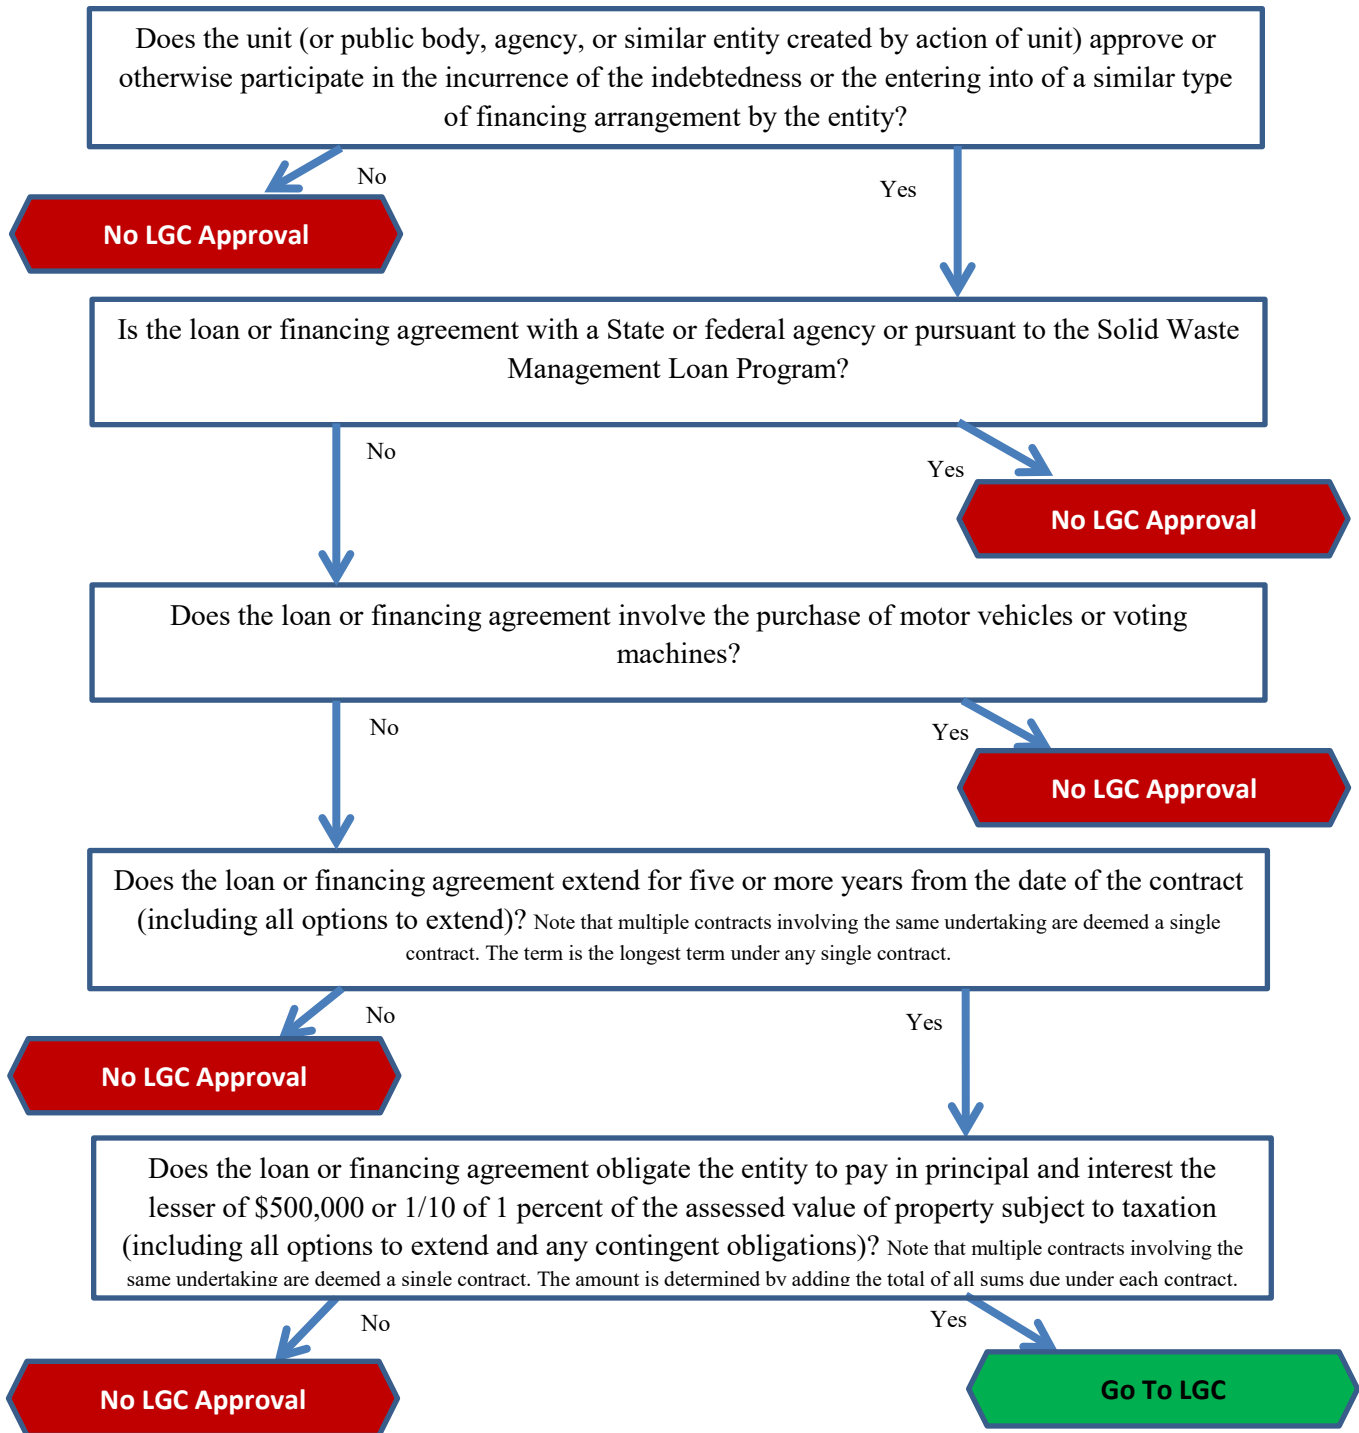 Does the unit (or public body, agency, or similar entity created by action of unit) approve or
otherwise participate in the incurrence of the indebtedness or the entering into of a similar type
of financing arrangement by the entity?
No
Yes
No LGC Approval
Is the loan or financing agreement with a State or federal agency or pursuant to the Solid Waste
Management Loan Program?
No
Yes
No LGC Approval
Does the loan or financing agreement involve the purchase of motor vehicles or voting
machines?
No
Yes
No LGC Approval
Does the loan or financing agreement extend for five or more years from the date of the contract
(including all options to extend)? Note that multiple contracts involving the same undertaking are deemed a single
contract. The term is the longest term under any single contract.
No
Yes
No LGC Approval
Does the loan or financing agreement obligate the entity to pay in principal and interest the
lesser of $500,000 or 1/10 of 1 percent of the assessed value of property subject to taxation
(including all options to extend and any contingent obligations)? Note that multiple contracts involving the
same undertaking are deemed a single contract. The amount is determined by adding the total of all sums due under each contract.
No
Yes
No LGC Approval
Go To LGC